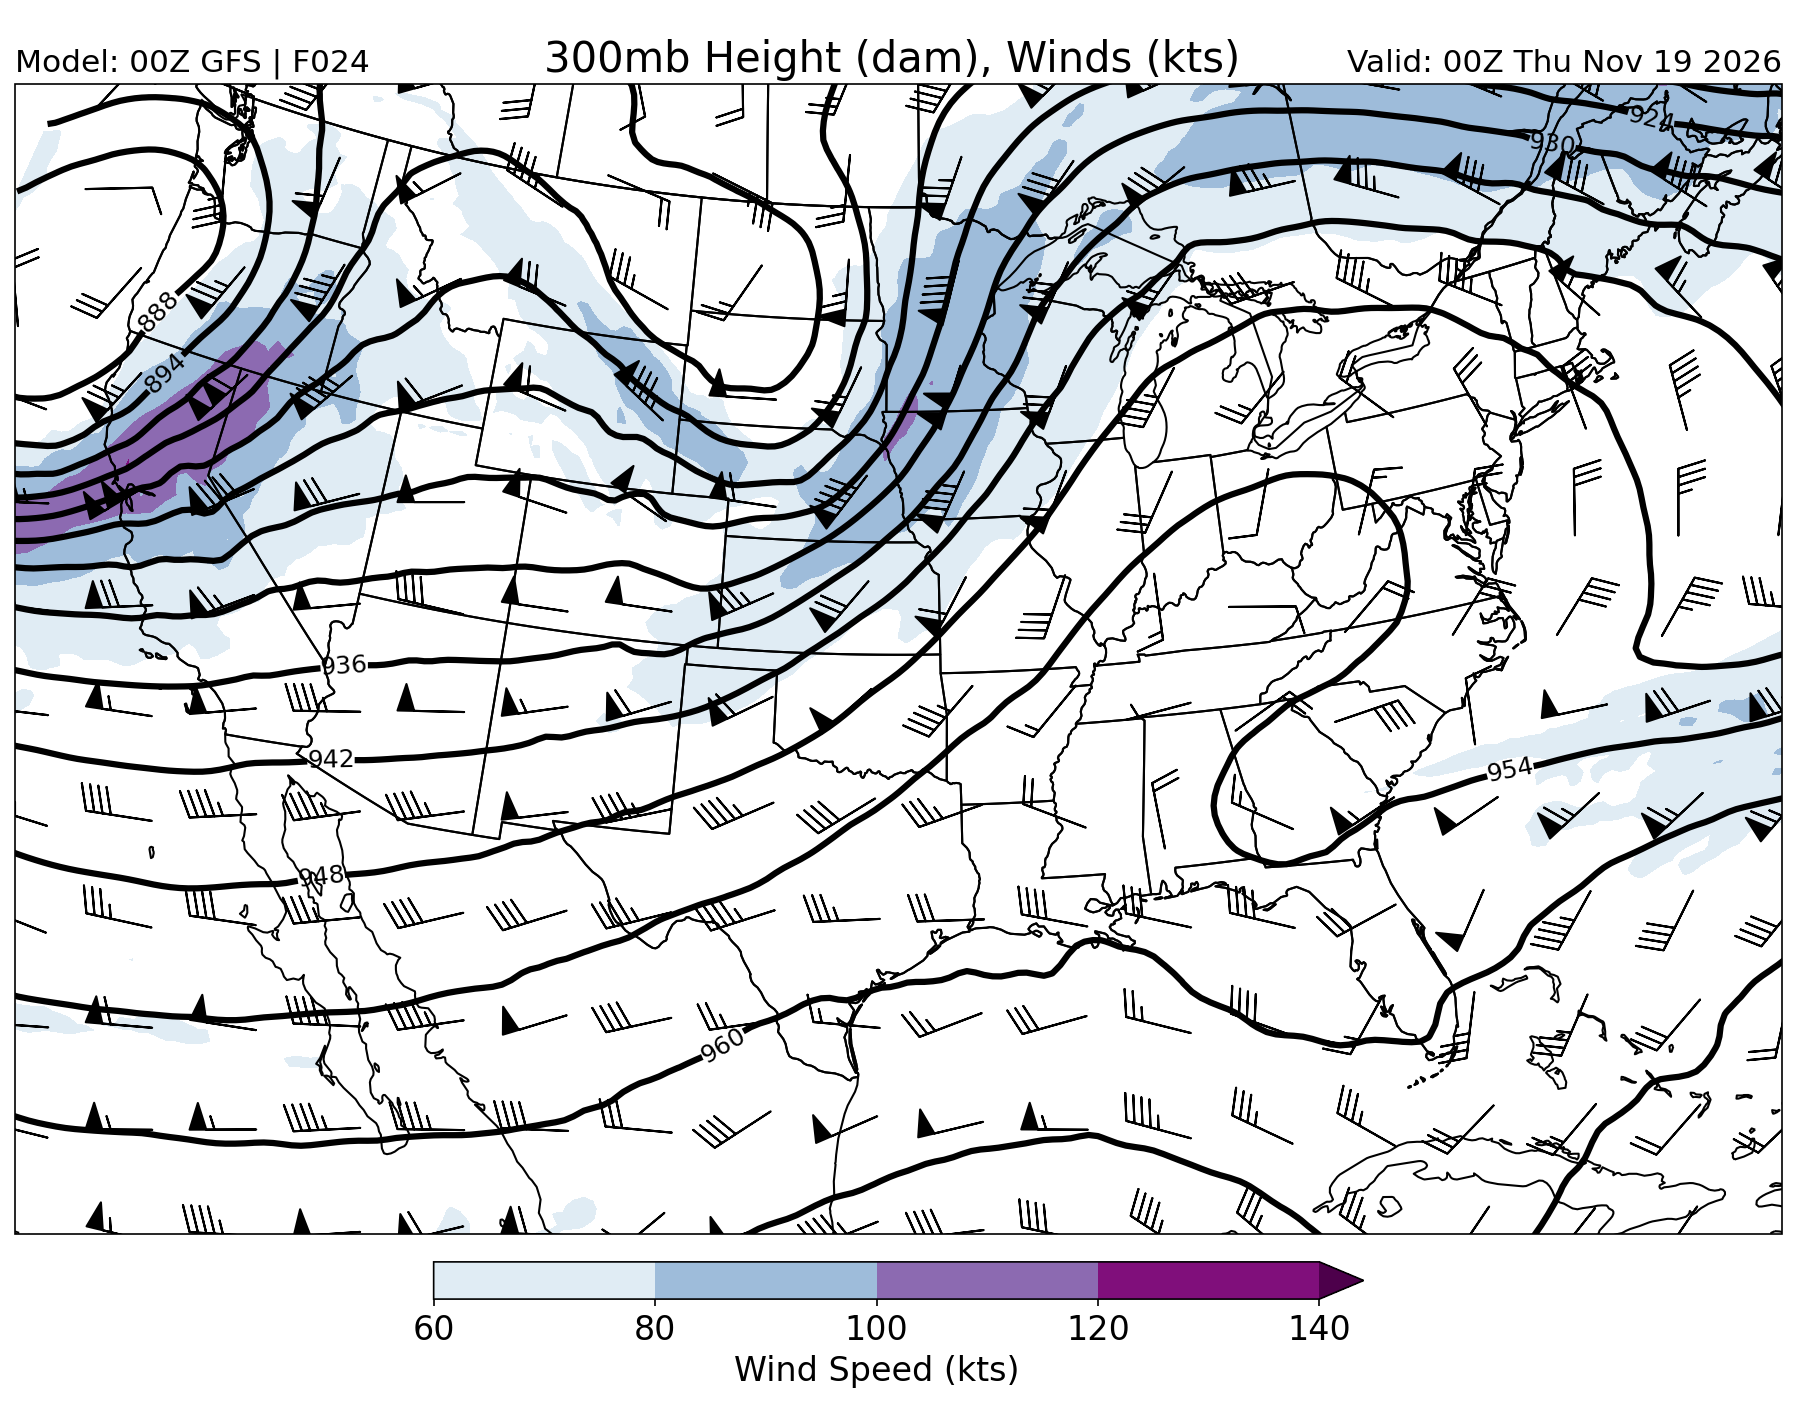 Model: 00Z GFS | F024
300mb Height (dam), Winds (kts)
Valid: 00Z Thu Nov 19 2026
924
930
888
894
936
942
954
948
960
60 80 100 120 140
Wind Speed (kts)